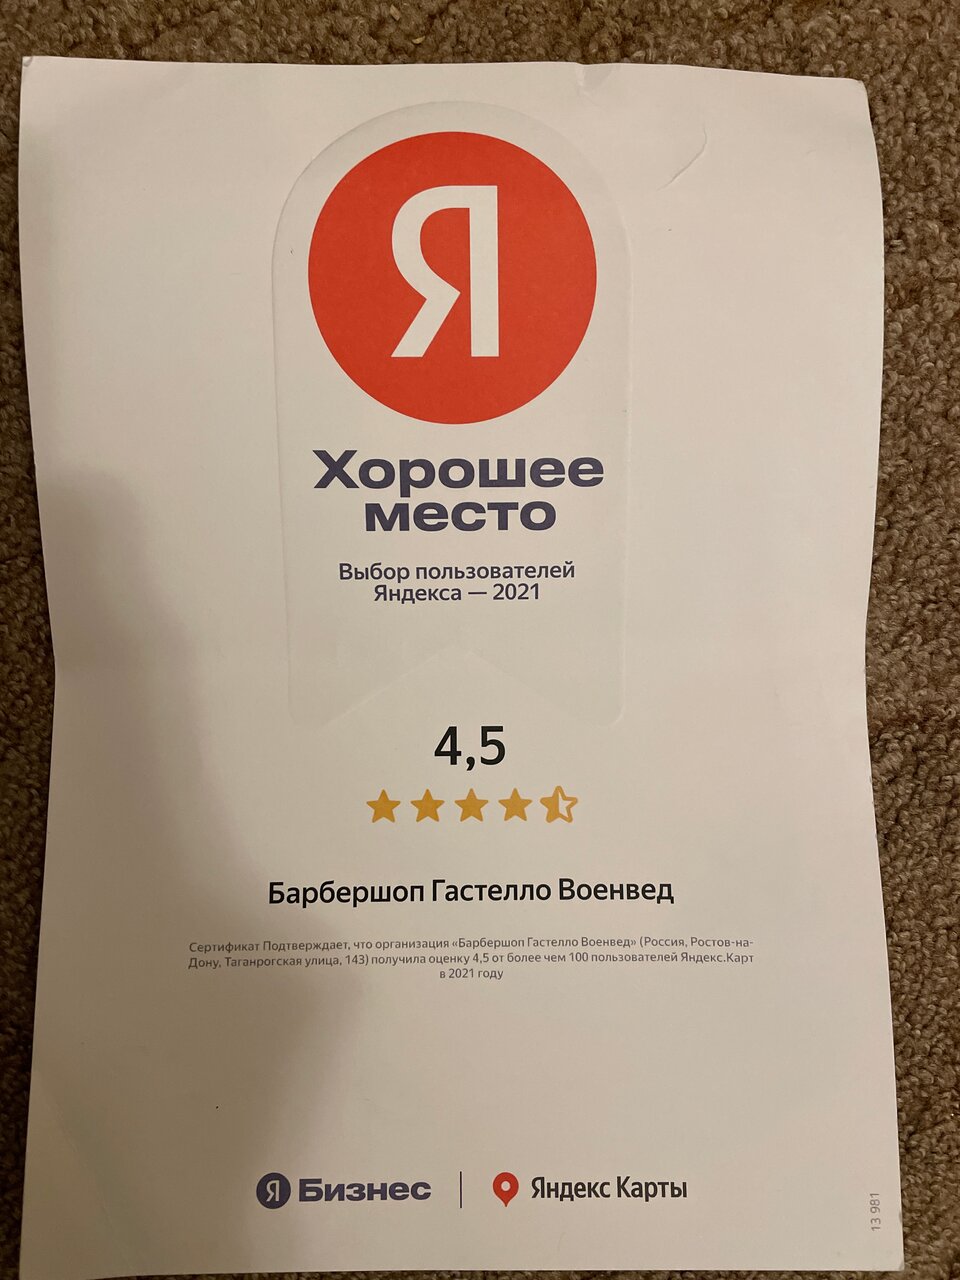 Я
Хорошее
место
Выбор пользователей
Яндекса — 2021
4,5
Барбершоп Гастелло Военвед
Сертификат Подтверждает, что организация «Барбершоп Гастелло Военвед» (Россия, Ростов-на-
Дону, Таганрогская улица, 143) получила оценку 4,5 от более чем 100 пользователей Яндекс.Карт
в 2021 году
Я Бизнес
Яндекс Карты
13 981